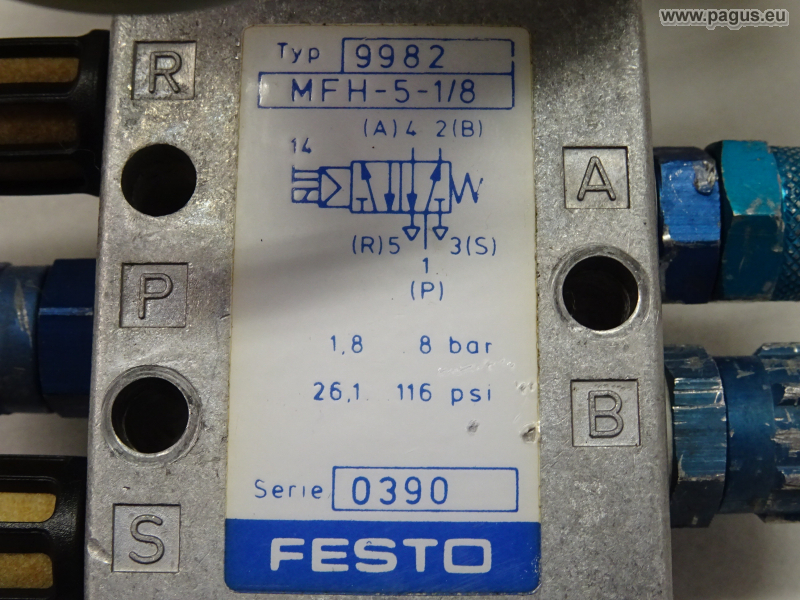 www.pagus.eu
Typ 9982
MFH-5-1/8
R
(A) 4 2 (B)
14
A
(R) 5 3 (S)
1
(P)
P
1,8 8 bar
26,1 116 psi
B
Serie 0390
S
FESTO